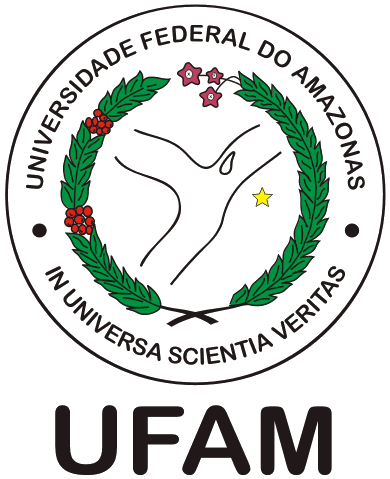 UNIVERSIDADE FEDERAL DO AMAZONAS
IN UNIVERSA SCIENTIA VERITAS
UFAM